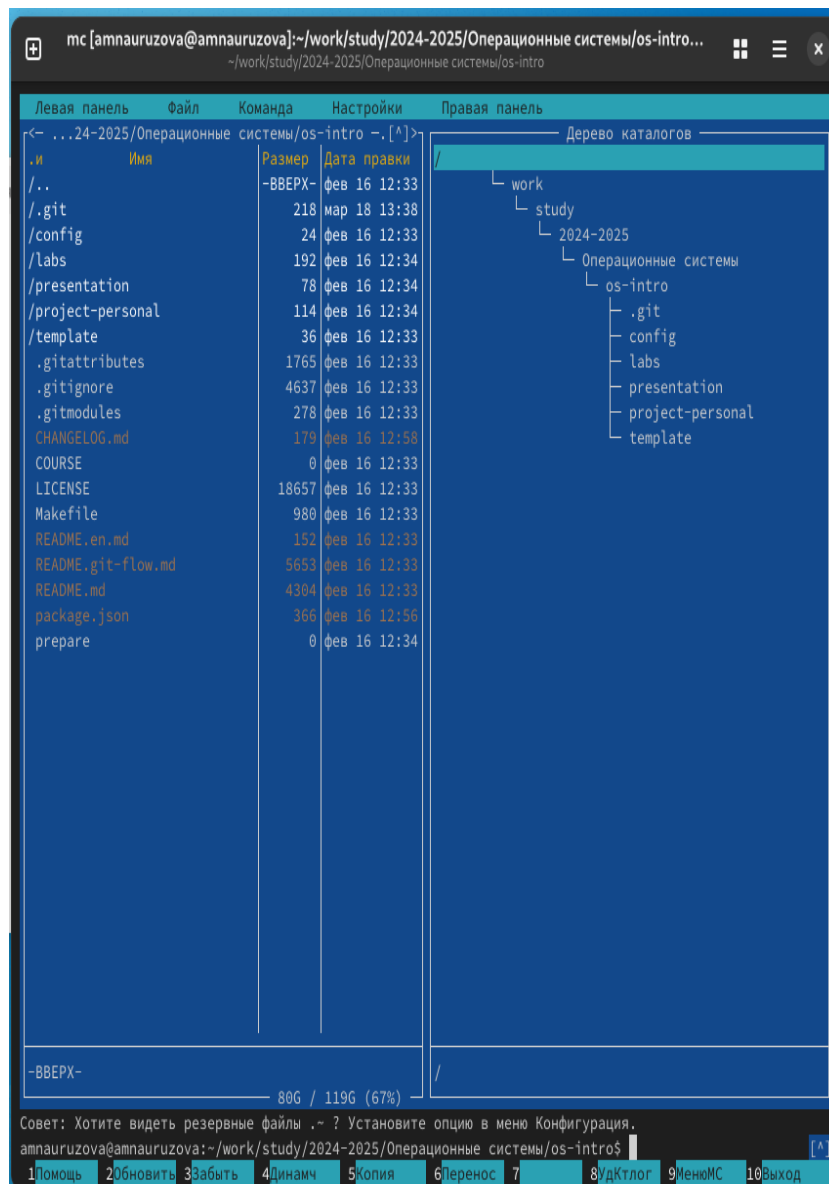 mc [amnauruzova@amnauruzova]:~/work/study/2024-2025/Операционные системы/os-intro...
~/work/study/2024-2025/Операционные системы/os-intro
Левая панель Файл Команда Настройки Правая панель
<— ...24-2025/Операционные системы/os-intro —.[^]>
Дерево каталогов
.и Имя Размер Дата правки
/
/.. -ВВЕРХ- фев 16 12:33
work
/.git 218 мар 18 13:38
study
/config 24 фев 16 12:33
2024-2025
/labs 192 фев 16 12:34
Операционные системы
/presentation 78 фев 16 12:34
os-intro
/project-personal 114 фев 16 12:34
.git
/template 36 фев 16 12:33
config
.gitattributes 1765 фев 16 12:33
labs
.gitignore 4637 фев 16 12:33
presentation
.gitmodules 278 фев 16 12:33
project-personal
CHANGELOG.md 179 фев 16 12:58
template
COURSE 0 фев 16 12:33
LICENSE 18657 фев 16 12:33
Makefile 980 фев 16 12:33
README.en.md 152 фев 16 12:33
README.git-flow.md 5653 фев 16 12:33
README.md 4304 фев 16 12:33
package.json 366 фев 16 12:56
prepare 0 фев 16 12:34
-ВВЕРХ-
/
80G / 119G (67%)
Совет: Хотите видеть резервные файлы .~ ? Установите опцию в меню Конфигурация.
amnauruzova@amnauruzova:~/work/study/2024-2025/Операционные системы/os-intro$ [^]
1Помощь 2Обновить 3Забыть 4Динамч 5Копия 6Перенос 7 8УдКтлог 9МенюMC 10Выход